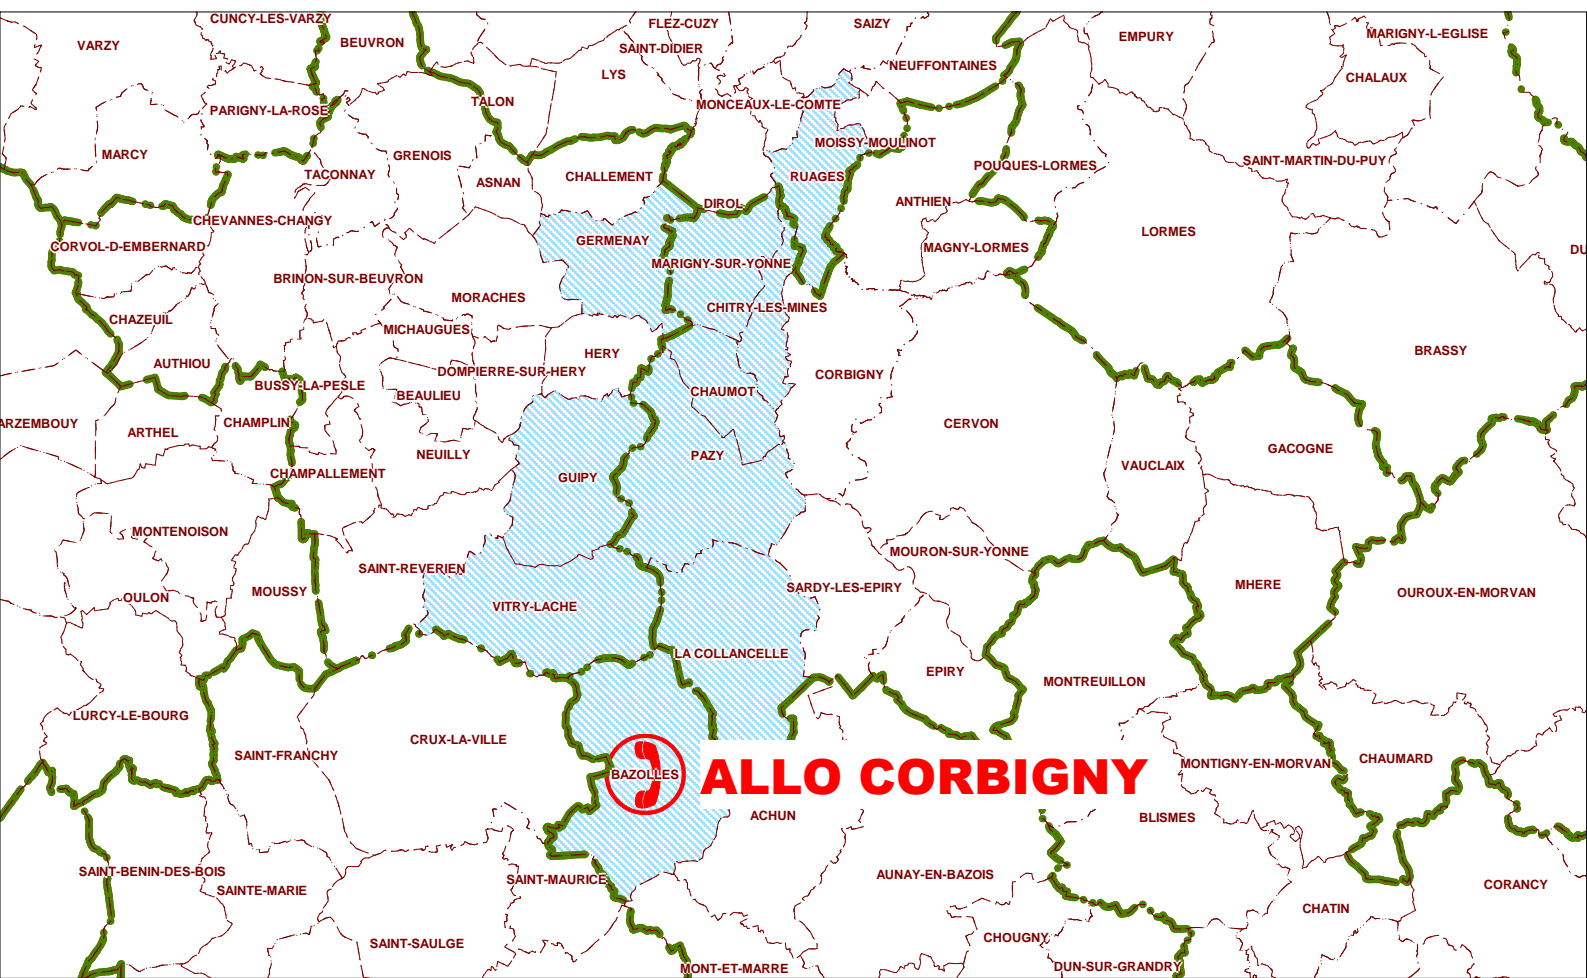 CUNCY-LES-VARZY
FLEZ-CUZY
SAIZY
MARIGNY-L-EGLISE
EMPURY
VARZY
BEUVRON
SAINT-DIDIER
NEUFFONTAINES
LYS
CHALAUX
TALON
MONCEAUX-LE-COMTE
PARIGNY-LA-ROSE
MOISSY-MOULINOT
MARCY
GRENOIS
SAINT-MARTIN-DU-PUY
POUQUES-LORMES
TACONNAY
CHALLEMENT
RUAGES
ASNAN
ANTHIEN
DIROL
CHEVANNES-CHANGY
LORMES
GERMENAY
CORVOL-D-EMBERNARD
MAGNY-LORMES
DU
MARIGNY-SUR-YONNE
BRINON-SUR-BEUVRON
MORACHES
CHITRY-LES-MINES
CHAZEUIL
MICHAUGUES
BRASSY
HERY
AUTHIOU
DOMPIERRE-SUR-HERY
CORBIGNY
BUSSY-LA-PESLE
CHAUMOT
BEAULIEU
ARZEMBOUY
CHAMPLIN
CERVON
ARTHEL
GACOGNE
NEUILLY
PAZY
VAUCLAIX
CHAMPALLEMENT
GUIPY
MONTENOISON
MOURON-SUR-YONNE
SAINT-REVERIEN
MHERE
SARDY-LES-EPIRY
MOUSSY
OUROUX-EN-MORVAN
OULON
VITRY-LACHE
LA COLLANCELLE
EPIRY
MONTREUILLON
LURCY-LE-BOURG
CRUX-LA-VILLE
SAINT-FRANCHY
CHAUMARD
MONTIGNY-EN-MORVAN
BAZOLLES
ALLO CORBIGNY
ACHUN
BLISMES
SAINT-BENIN-DES-BOIS
AUNAY-EN-BAZOIS
SAINT-MAURICE
CORANCY
SAINTE-MARIE
CHATIN
CHOUGNY
SAINT-SAULGE
DUN-SUR-GRANDRY
MONT-ET-MARRE